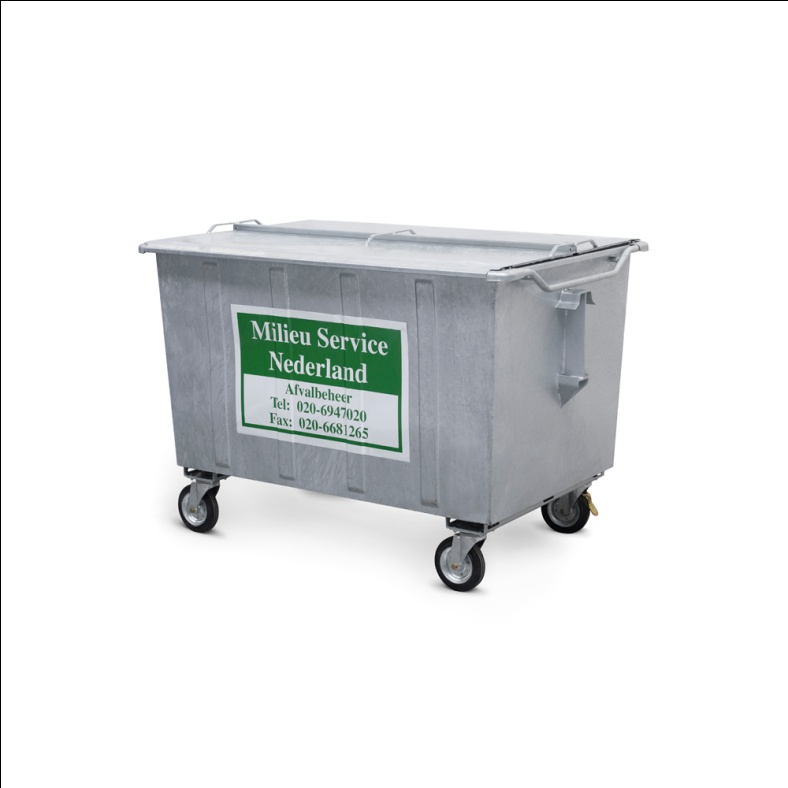 Milieu Service
Nederland
Afvalbeheer
Tel: 020-6947020
Fax: 020-6681265